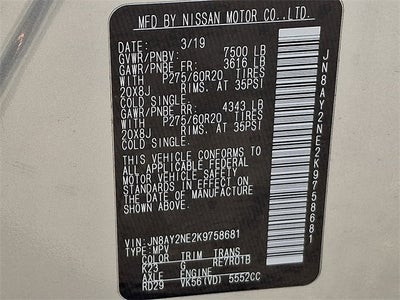 MFD BY NISSAN MOTOR CO.,LTD.
DATE: 3/19
GVWR/PNBV: 7500 LB
GAWR/PNBE FR: 3616 LB
WITH P275/60R20 TIRES
20X8J RIMS. AT 35PSI
COLD SINGLE.
GAWR/PNBE RR: 4343 LB
WITH P275/60R20 TIRES
20X8J RIMS. AT 35PSI
COLD SINGLE.
THIS VEHICLE CONFORMS TO
ALL APPLICABLE FEDERAL
MOTOR VEHICLE SAFETY
STANDARDS IN EFFECT ON
THE DATE OF MANUFACTURE
SHOWN ABOVE.
VIN:JN8AY2NE2K9758681
TYPE:MPV
COLOR TRIM TRANS
K23 G RE7R01B
AXLE ENGINE
RD29 VK56(VD) 5552CC
JN8AY2NE2K9758681